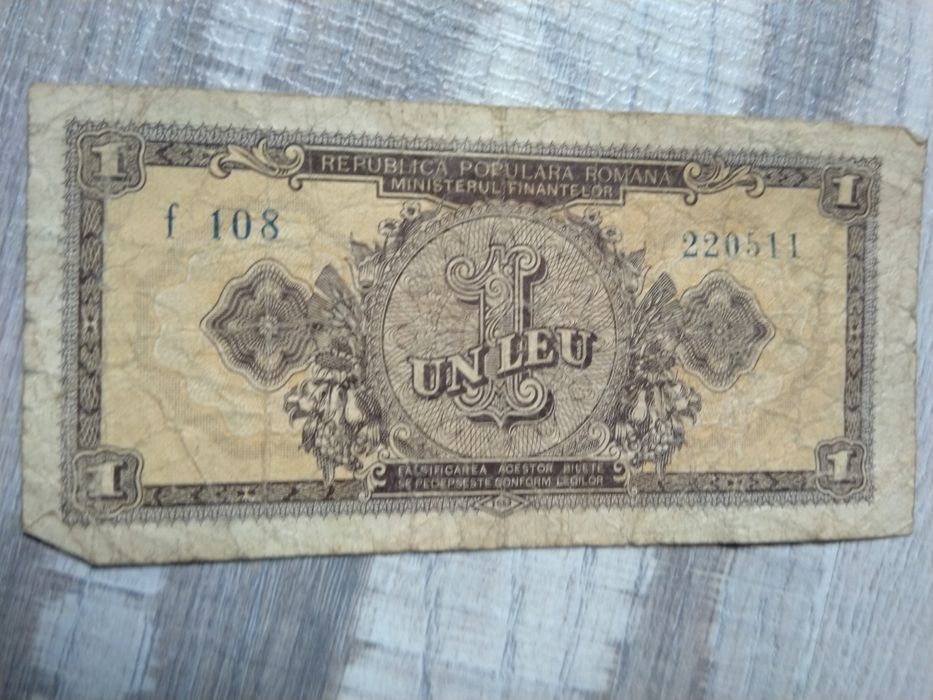 1 1
REPUBLICA POPULARA ROMANA
MINISTERUL FINANTELOR
f 108 220511
1
UN LEU
FALSIFICAREA ACESTOR BILETE
SE PEDEPSESTE CONFORM LEGILOR
1 1